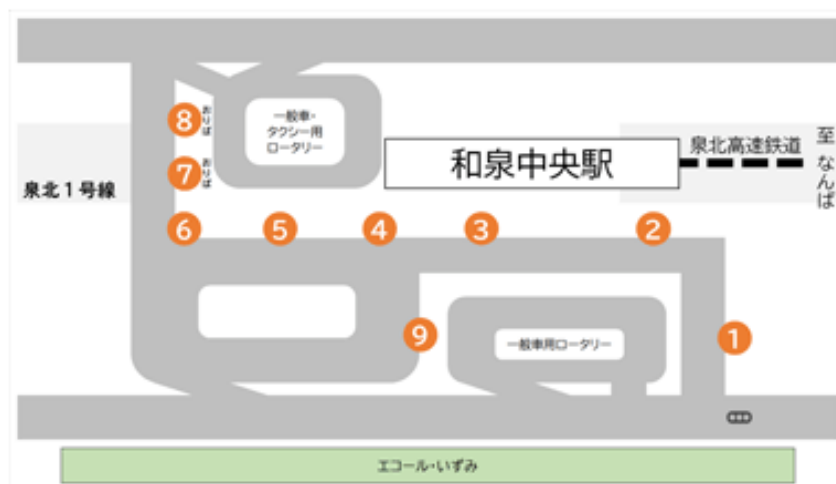 一般車・
タクシー用
ロータリー
8
おりば
7
おりば
和泉中央駅
泉北高速鉄道
至 なんば
泉北1号線
6
5
4
3
2
9
一般車用ロータリー
1
エコール・いずみ